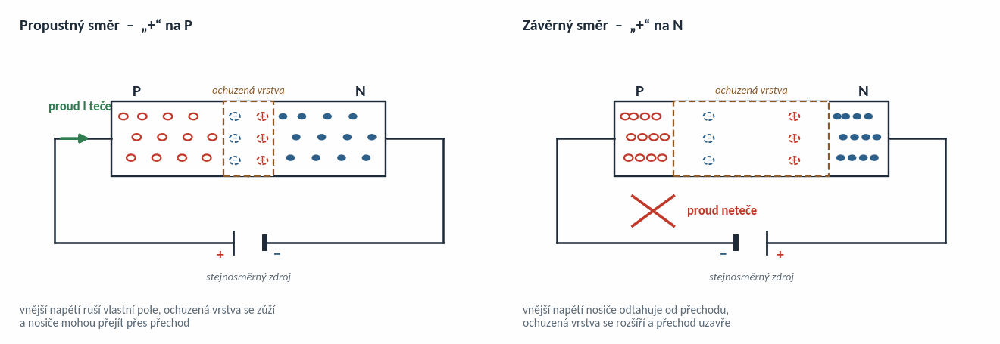 Propustný směr – „+“ na P
P
ochuzená vrstva
N
proud I teče
+
–
stejnosměrný zdroj
vnější napětí ruší vlastní pole, ochuzená vrstva se zúží
a nosiče mohou přejít přes přechod
Závěrný směr – „+“ na N
P
ochuzená vrstva
N
proud neteče
–
+
stejnosměrný zdroj
vnější napětí nosiče odtahuje od přechodu,
ochuzená vrstva se rozšíří a přechod uzavře